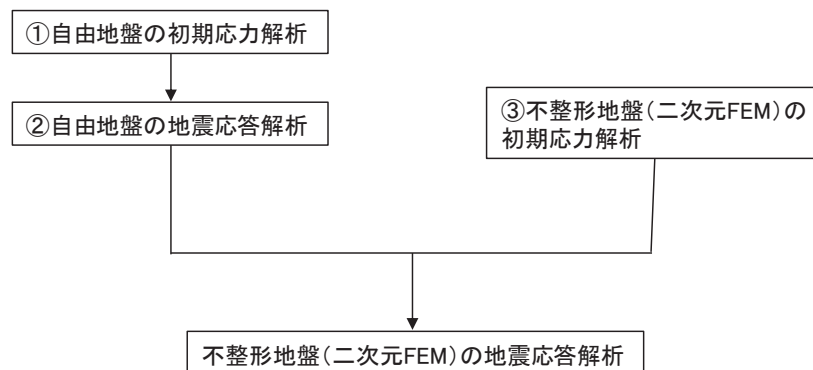 ①自由地盤の初期応力解析
②自由地盤の地震応答解析
③不整形地盤(二次元FEM)の
初期応力解析
不整形地盤(二次元FEM)の地震応答解析